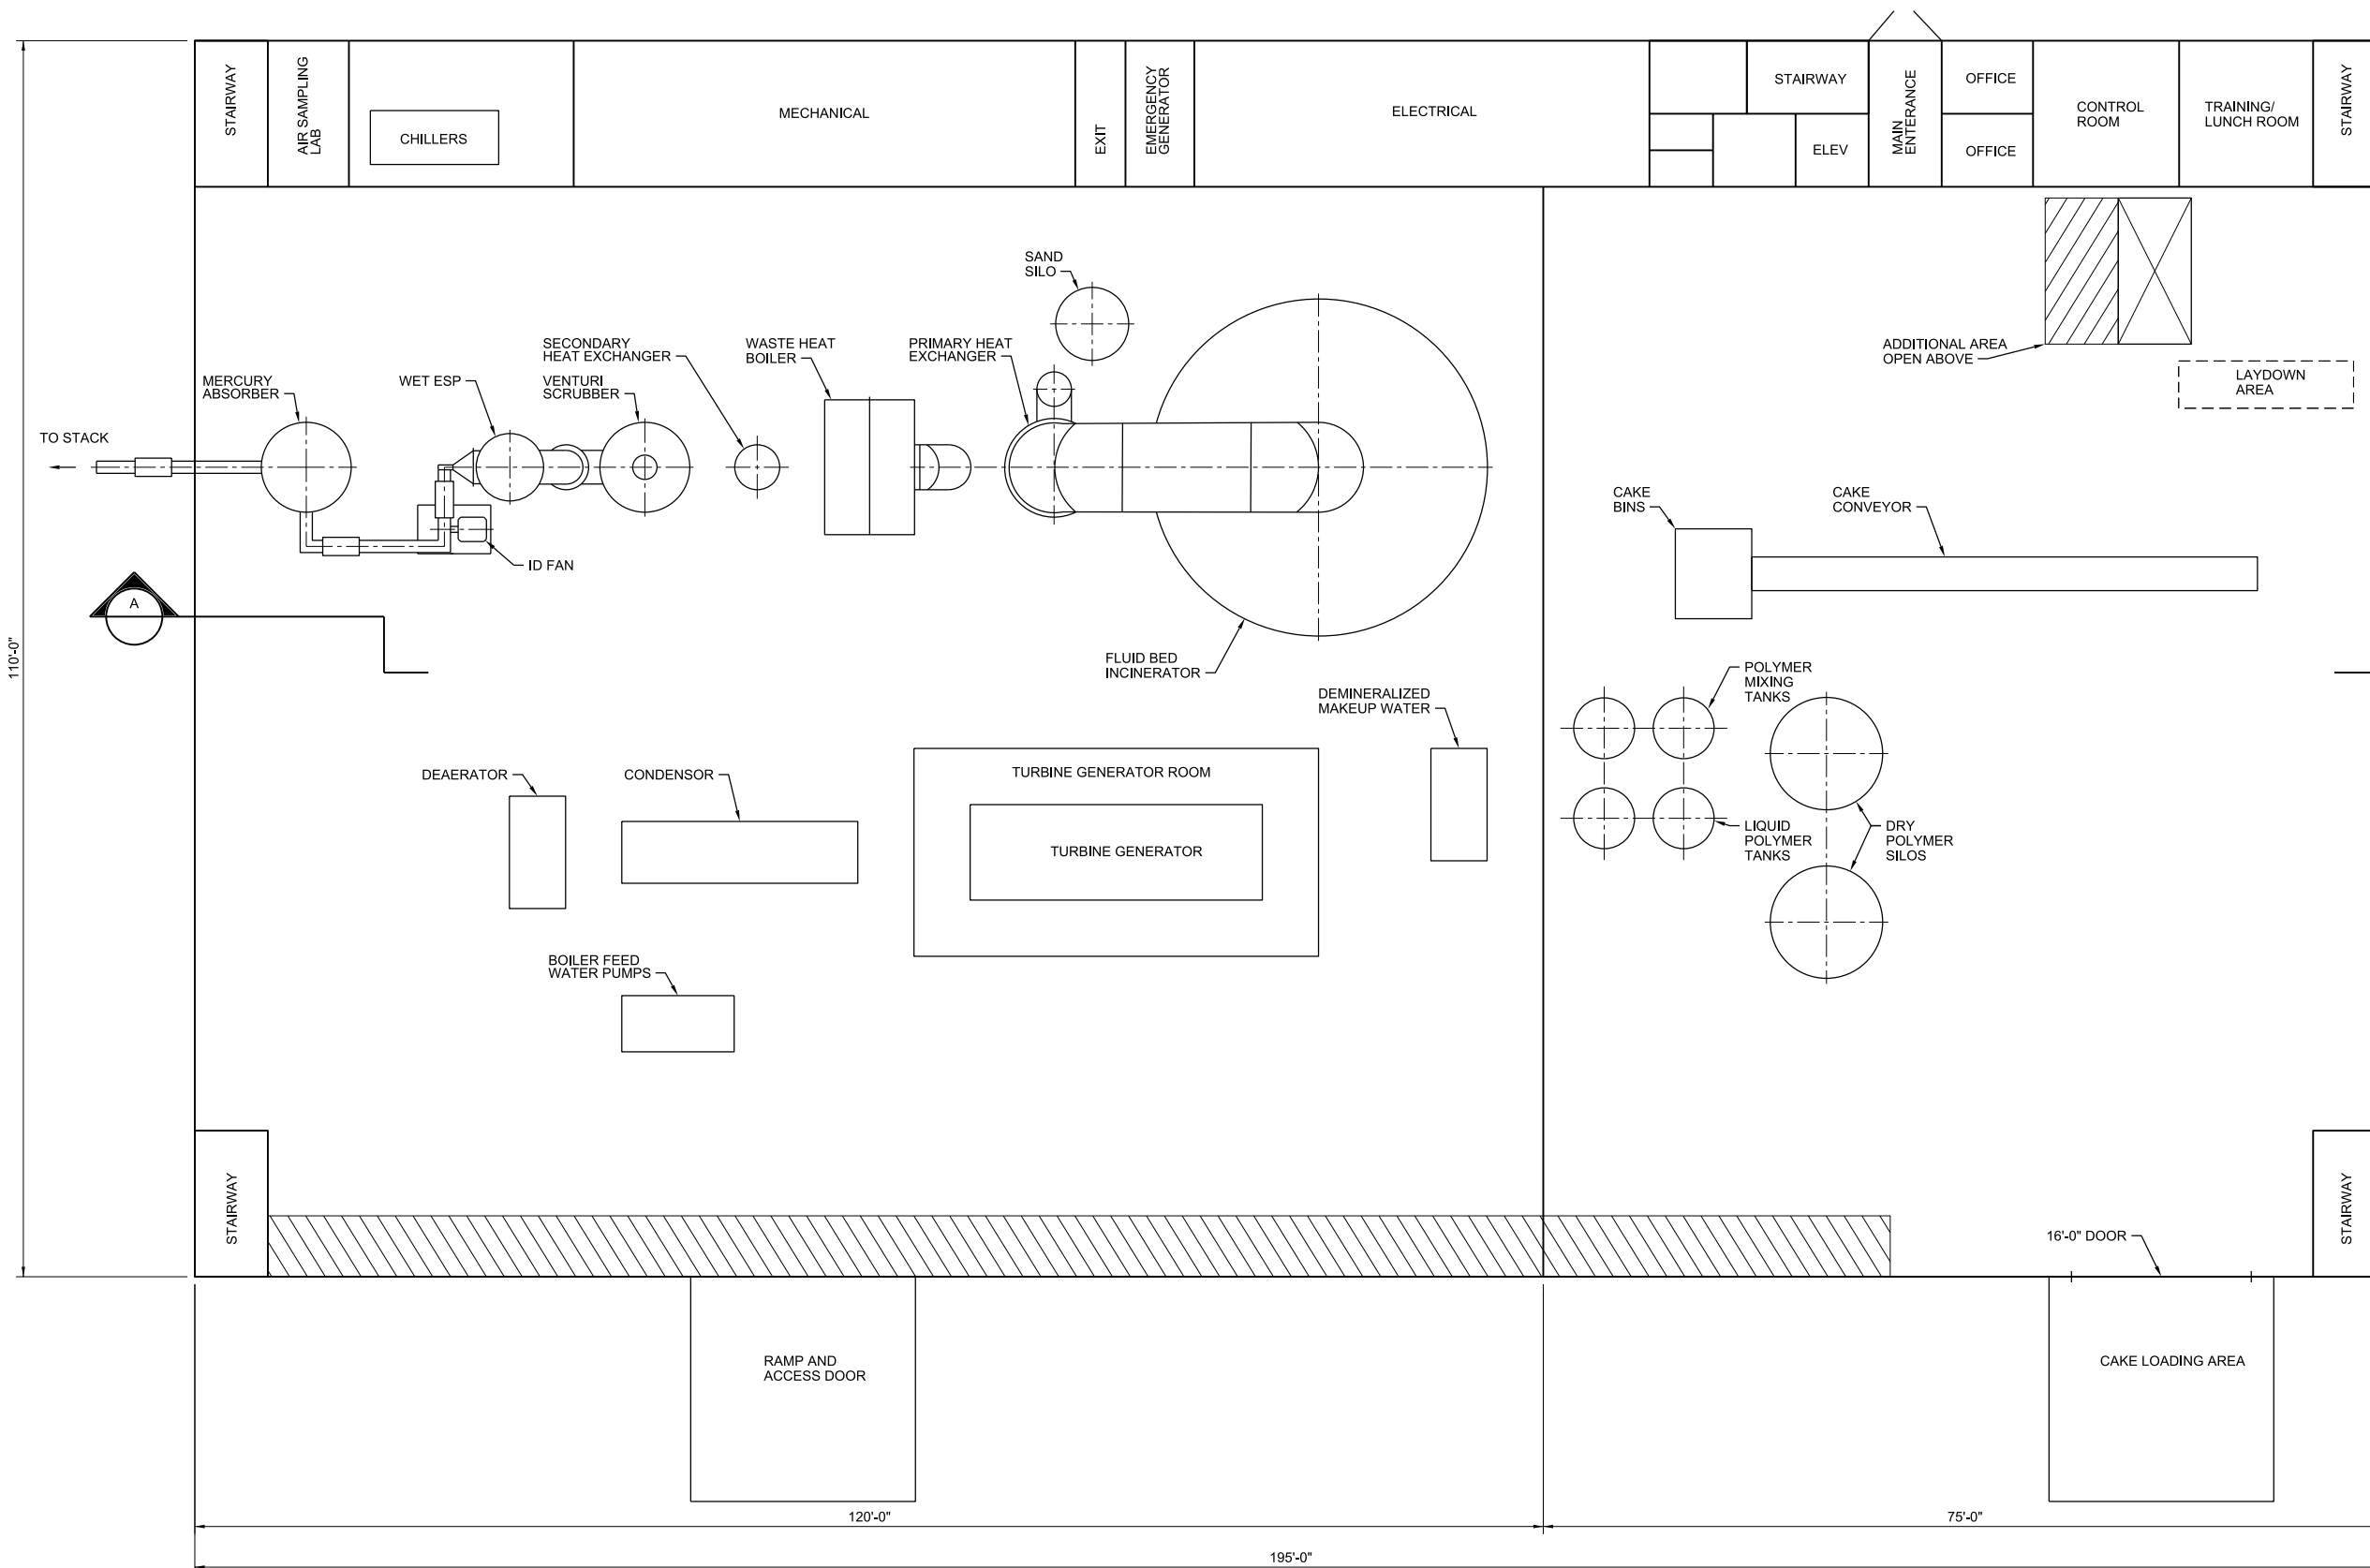 STAIRWAY
AIR SAMPLING
LAB
CHILLERS
MECHANICAL
EXIT
EMERGENCY
GENERATOR
ELECTRICAL
STAIRWAY
ELEV
MAIN
ENTERANCE
OFFICE
OFFICE
CONTROL
ROOM
TRAINING/
LUNCH ROOM
STAIRWAY
SAND
SILO
SECONDARY
HEAT EXCHANGER
WASTE HEAT
BOILER
PRIMARY HEAT
EXCHANGER
ADDITIONAL AREA
OPEN ABOVE
LAYDOWN
AREA
MERCURY
ABSORBER
WET ESP
VENTURI
SCRUBBER
TO STACK
CAKE
BINS
CAKE
CONVEYOR
ID FAN
A
110'-0"
FLUID BED
INCINERATOR
POLYMER
MIXING
TANKS
DEMINERALIZED
MAKEUP WATER
DEAERATOR
CONDENSOR
TURBINE GENERATOR ROOM
TURBINE GENERATOR
LIQUID
POLYMER
TANKS
DRY
POLYMER
SILOS
BOILER FEED
WATER PUMPS
STAIRWAY
STAIRWAY
16'-0" DOOR
RAMP AND
ACCESS DOOR
CAKE LOADING AREA
120'-0"
75'-0"
195'-0"